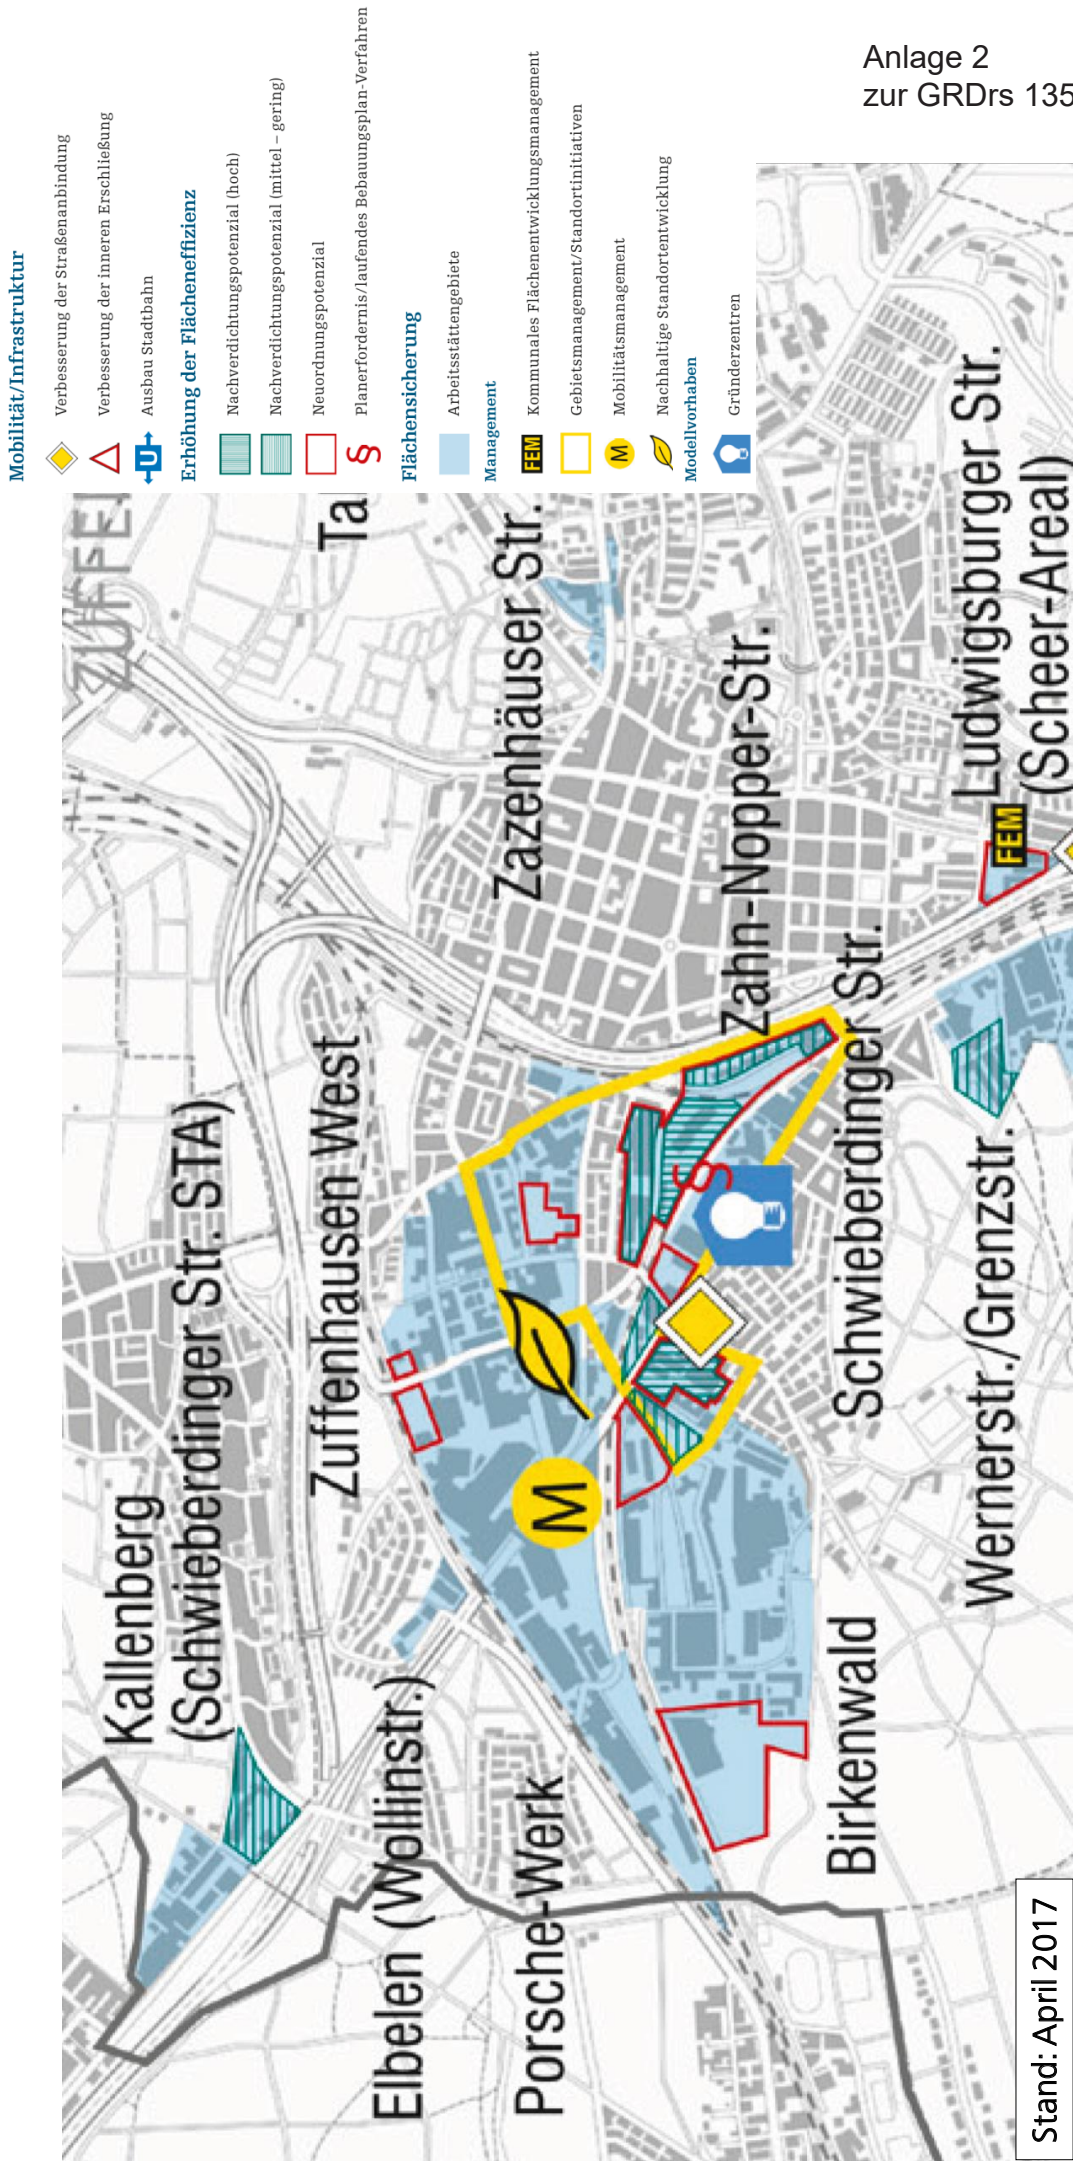 Anlage 2
zur GRDrs 135
Mobilität/Infrastruktur
Verbesserung der Straßenanbindung
Verbesserung der inneren Erschließung
U
Ausbau Stadtbahn
Erhöhung der Flächeneffizienz
Nachverdichtungspotenzial (hoch)
Nachverdichtungspotenzial (mittel – gering)
Neuordnungspotenzial
§
Planerfordernis/laufendes Bebauungsplan-Verfahren
Flächensicherung
Arbeitsstättengebiete
Management
FEM
Kommunales Flächenentwicklungsmanagement
Gebietsmanagement/Standortinitiativen
M
Mobilitätsmanagement
Nachhaltige Standortentwicklung
Modellvorhaben
Gründerzentren
ZUFFE
Ta
Kallenberg
(Schwieberdinger Str. STA)
Zuffenhausen West
Zazenhäuser Str.
Elbelen (Wollinstr.)
Porsche-Werk
M
§
Zahn-Nopper-Str.
Schwieberdinger Str.
Birkenwald
Wernerstr./Grenzstr.
FEM
Ludwigsburger Str.
(Scheer-Areal)
Stand: April 2017